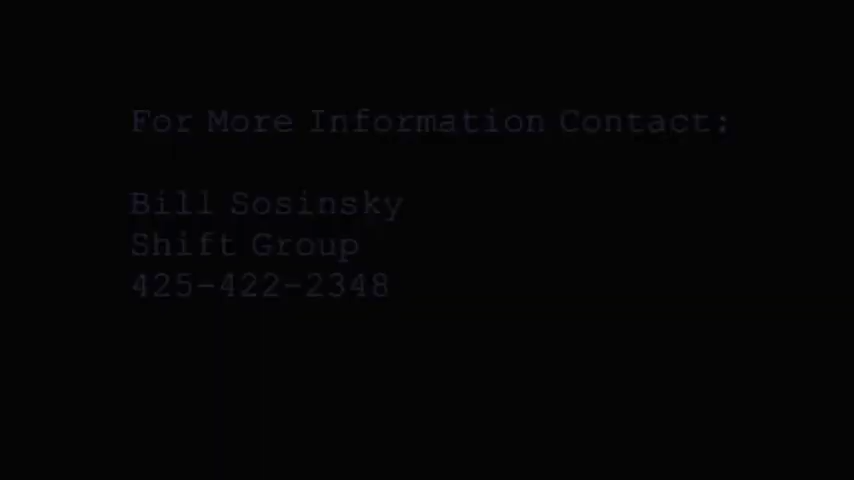 For More Information Contact:
Bill Sosinsky
Shift Group
425-422-2348